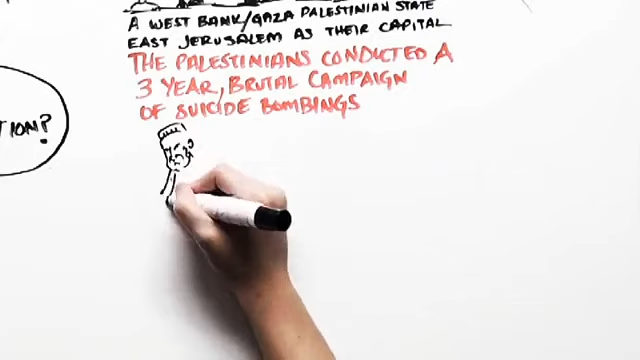 A WEST BANK/GAZA PALESTINIAN STATE
EAST JERUSALEM AS THEIR CAPITAL
THE PALESTINIANS CONDUCTED A
3 YEAR, BRUTAL CAMPAIGN
OF SUICIDE BOMBINGS
TION?